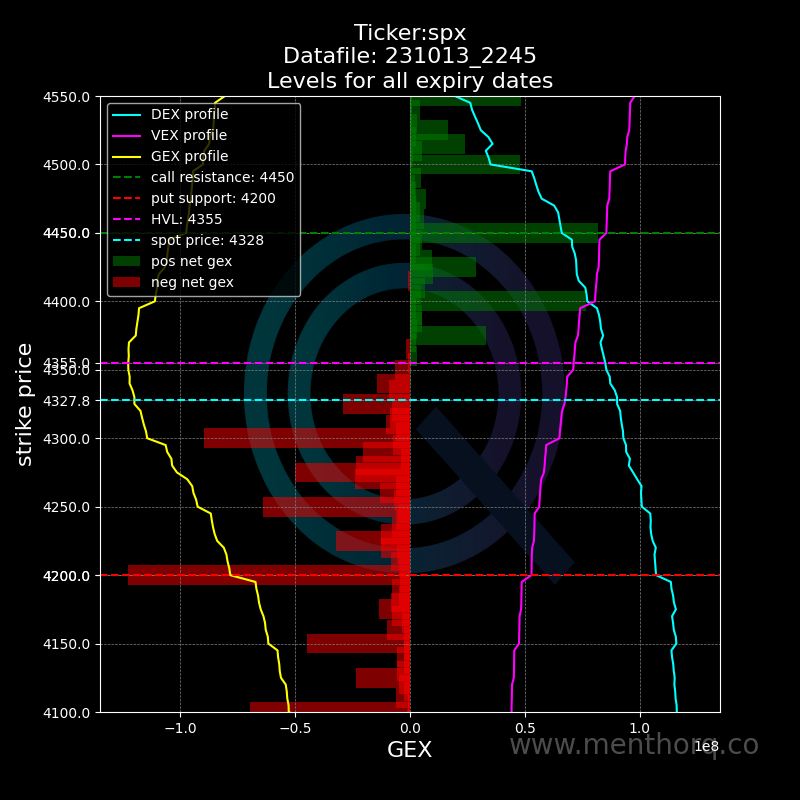 Ticker:spx
Datafile: 231013_2245
Levels for all expiry dates
DEX profile
VEX profile
GEX profile
call resistance: 4450
put support: 4200
HVL: 4355
spot price: 4328
pos net gex
neg net gex
4550.0
4500.0
4450.0
4400.0
4355.0
4350.0
4327.8
4300.0
4250.0
4200.0
4150.0
4100.0
strike price
−1.0
−0.5
0.0
0.5
1.0
1e8
GEX
www.menthorq.co